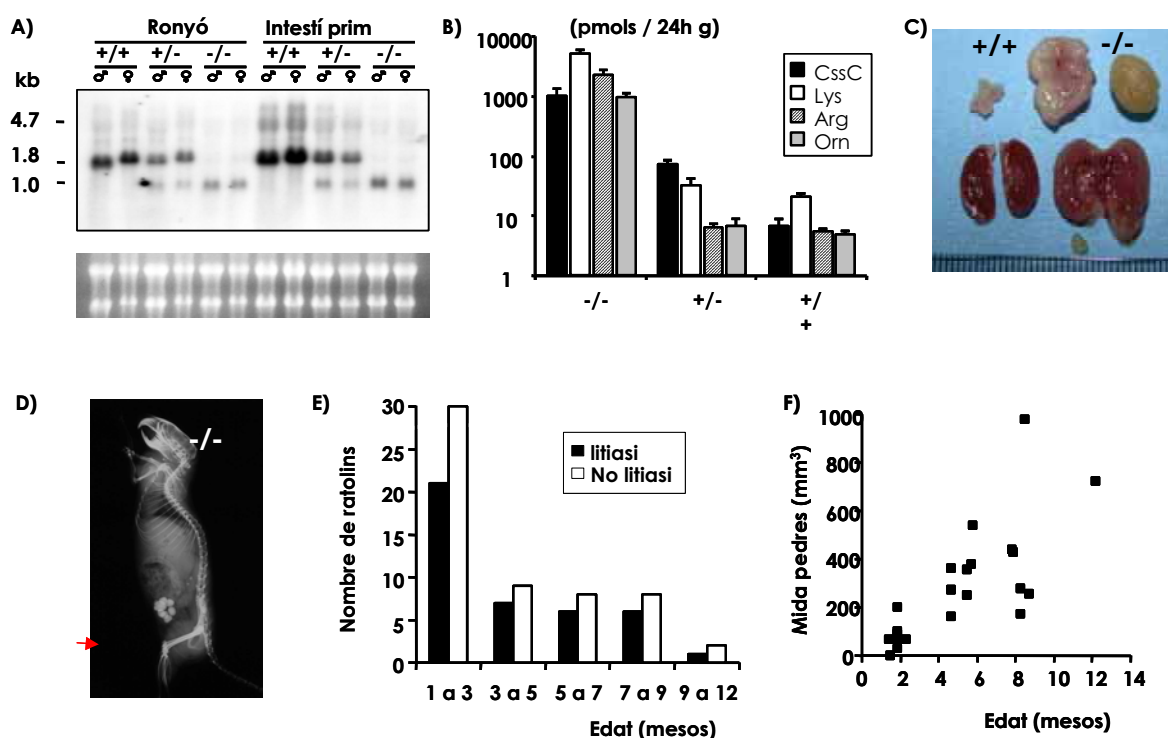 A)
Ronyó Intestí prim
+/+ +/- -/- +/+ +/- -/-
♂ ♀ ♂ ♀ ♂ ♀ ♂ ♀ ♂ ♀ ♂ ♀
kb
4.7 -
1.8 -
1.0 -
B)
(pmols / 24h g)
10000
1000
100
10
1
CssC
Lys
Arg
Orn
-/- +/- +/
+
C)
+/+ -/-
D)
-/-
E)
Nombre de ratolins
30
25
20
15
10
5
0
litiasi
No litiasi
1 a 3 3 a 5 5 a 7 7 a 9 9 a 12
Edat (mesos)
F)
Mida pedres (mm³)
1000
800
600
400
200
0
0 2 4 6 8 10 12 14
Edat (mesos)